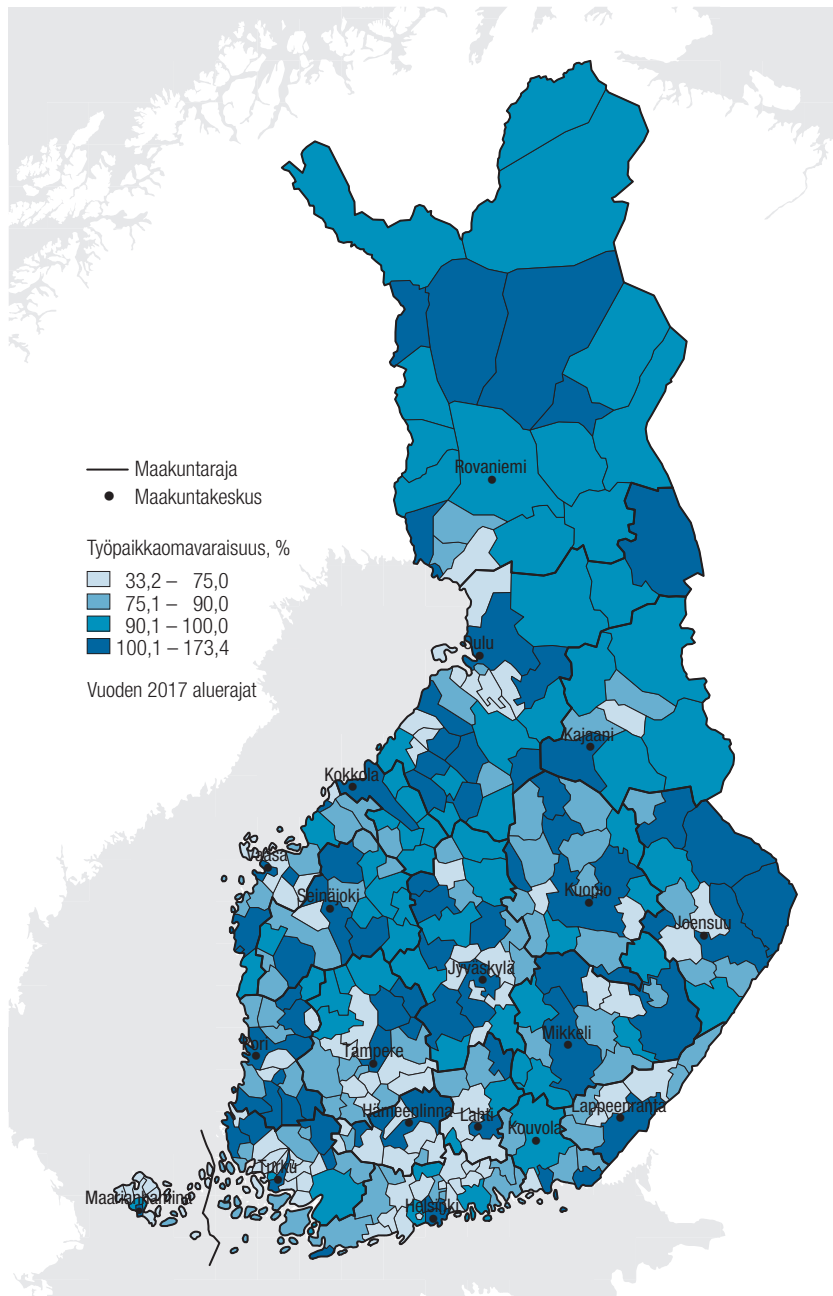 Rovaniemi
Maakuntaraja
Maakuntakeskus
Työpaikkaomavaraisuus, %
33,2 – 75,0
75,1 – 90,0
90,1 – 100,0
100,1 – 173,4
Vuoden 2017 aluerajat
Oulu
Kajaani
Kokkola
Vaasa
Seinäjoki
Kuopio
Joensuu
Jyväskylä
Mikkeli
Pori
Tampere
Hämeenlinna
Lahti
Lappeenranta
Kouvola
Turku
Maarianhamina
Helsinki